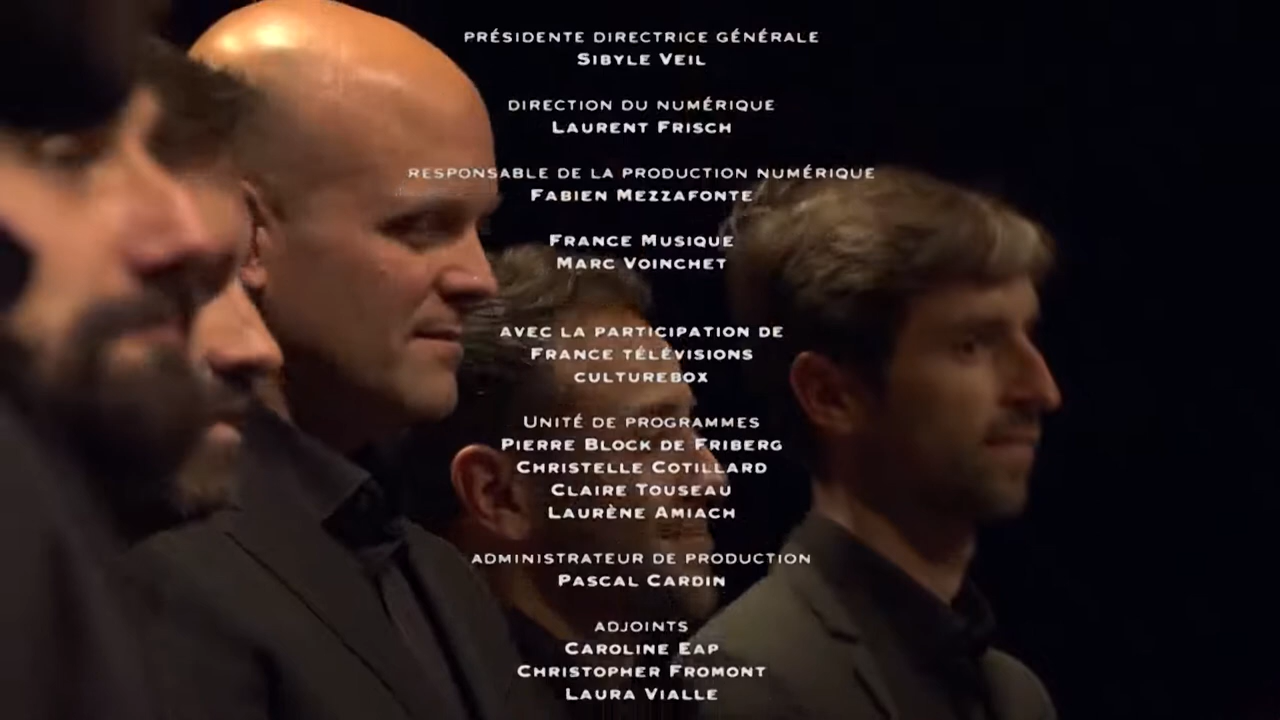 PRÉSIDENTE DIRECTRICE GÉNÉRALE
SIBYLE VEIL
DIRECTION DU NUMÉRIQUE
LAURENT FRISCH
RESPONSABLE DE LA PRODUCTION NUMÉRIQUE
FABIEN MEZZAFONTE
FRANCE MUSIQUE
MARC VOINCHET
AVEC LA PARTICIPATION DE
FRANCE TÉLÉVISIONS
CULTUREBOX
UNITÉ DE PROGRAMMES
PIERRE BLOCK DE FRIBERG
CHRISTELLE COTILLARD
CLAIRE TOUSEAU
LAURÈNE AMIACH
ADMINISTRATEUR DE PRODUCTION
PASCAL CARDIN
ADJOINTS
CAROLINE EAP
CHRISTOPHER FROMONT
LAURA VIALLE